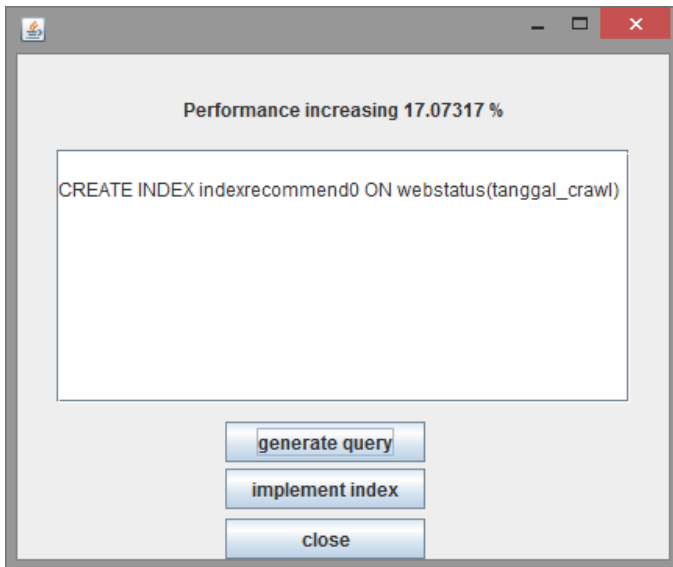 Performance increasing 17.07317 %
CREATE INDEX indexrecommend0 ON webstatus(tanggal_crawl)
generate query
implement index
close